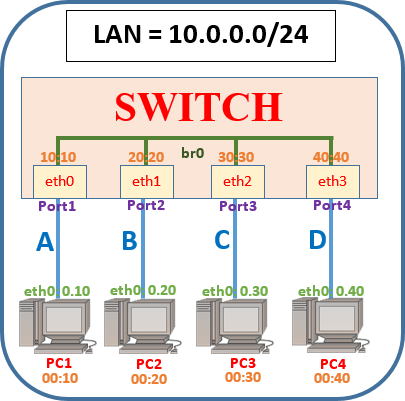 LAN = 10.0.0.0/24
SWITCH
br0
10:10 20:20 30:30 40:40
eth0 eth1 eth2 eth3
Port1 Port2 Port3 Port4
A B C D
eth0 0.10 eth0 0.20 eth0 0.30 eth0 0.40
PC1 PC2 PC3 PC4
00:10 00:20 00:30 00:40